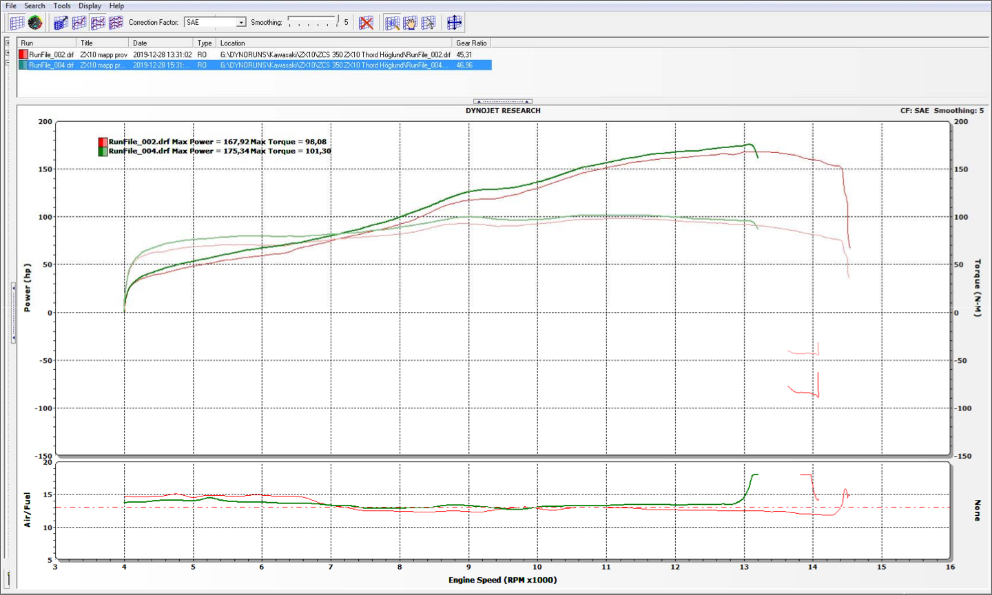 File Search Tools Display Help
Correction Factor: SAE Smoothing: 5
Run Title Date Type Location Gear Ratio
RunFile_002.drf ZX10 mapp prov 2019-12-28 13:31:02 RO G:\DYNORUNS\Kawasaki\ZX10\ZCS 350 ZX10 Thord Höglund\RunFile_002.drf 45,31
RunFile_004.drf ZX10 mapp pr... 2019-12-28 15:31:... RO G:\DYNORUNS\Kawasaki\ZX10\ZCS 350 ZX10 Thord Höglund\RunFile_004.... 46,96
DYNOJET RESEARCH
CF: SAE Smoothing: 5
RunFile_002.drf Max Power = 167,92 Max Torque = 98,08
RunFile_004.drf Max Power = 175,34 Max Torque = 101,30
200
150
100
50
0
-50
-100
-150
Power (hp)
200
150
100
50
0
-50
-100
-150
Torque (N-M)
20
15
10
5
Air/Fuel
None
3 4 5 6 7 8 9 10 11 12 13 14 15 16
Engine Speed (RPM x1000)